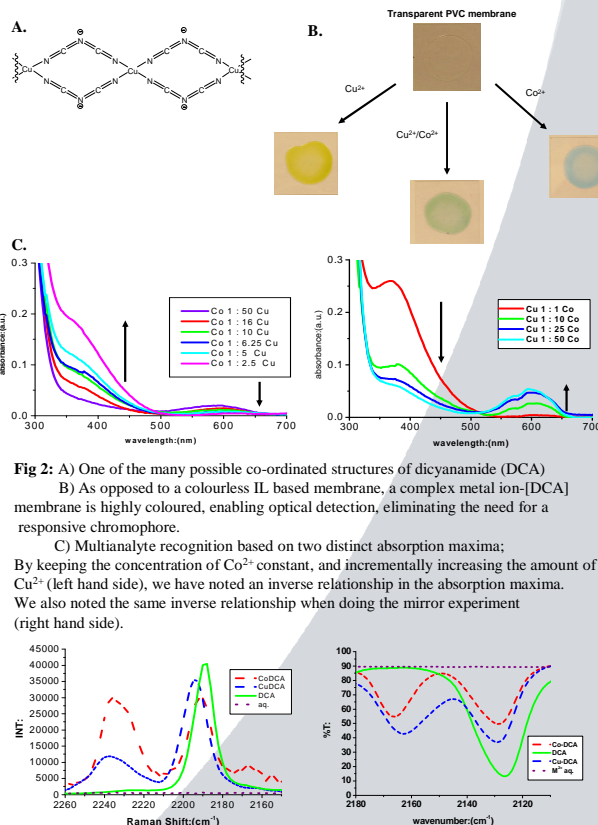 A.
B.
Transparent PVC membrane
Cu²⁺
Co²⁺
Cu²⁺/Co²⁺
N C N C N
Cu Cu Cu
N C N C N
C.
0.3
0.2
0.1
0.0
absorbance(a.u.)
300 400 500 600 700
wavelength:(nm)
Co 1 : 50 Cu
Co 1 : 16 Cu
Co 1 : 10 Cu
Co 1 : 6.25 Cu
Co 1 : 5 Cu
Co 1 : 2.5 Cu
0.3
0.2
0.1
0.0
absorbance:(a.u.)
300 400 500 600 700
wavelength:(nm)
Cu 1 : 1 Co
Cu 1 : 10 Co
Cu 1 : 25 Co
Cu 1 : 50 Co
Fig 2: A) One of the many possible co-ordinated structures of dicyanamide (DCA)
B) As opposed to a colourless IL based membrane, a complex metal ion-[DCA]
membrane is highly coloured, enabling optical detection, eliminating the need for a
responsive chromophore.
C) Multianalyte recognition based on two distinct absorption maxima;
By keeping the concentration of Co²⁺ constant, and incrementally increasing the amount of
Cu²⁺ (left hand side), we have noted an inverse relationship in the absorption maxima.
We also noted the same inverse relationship when doing the mirror experiment
(right hand side).
45000
40000
35000
30000
25000
20000
15000
10000
5000
0
INT:
2260 2240 2220 2200 2180 2160
Raman Shift:(cm⁻¹)
CoDCA
CuDCA
DCA
aq.
100
90
80
70
60
50
40
30
20
10
0
%T:
2180 2160 2140 2120
wavenumber:(cm⁻¹)
Co-DCA
DCA
Cu-DCA
M²⁺ aq.